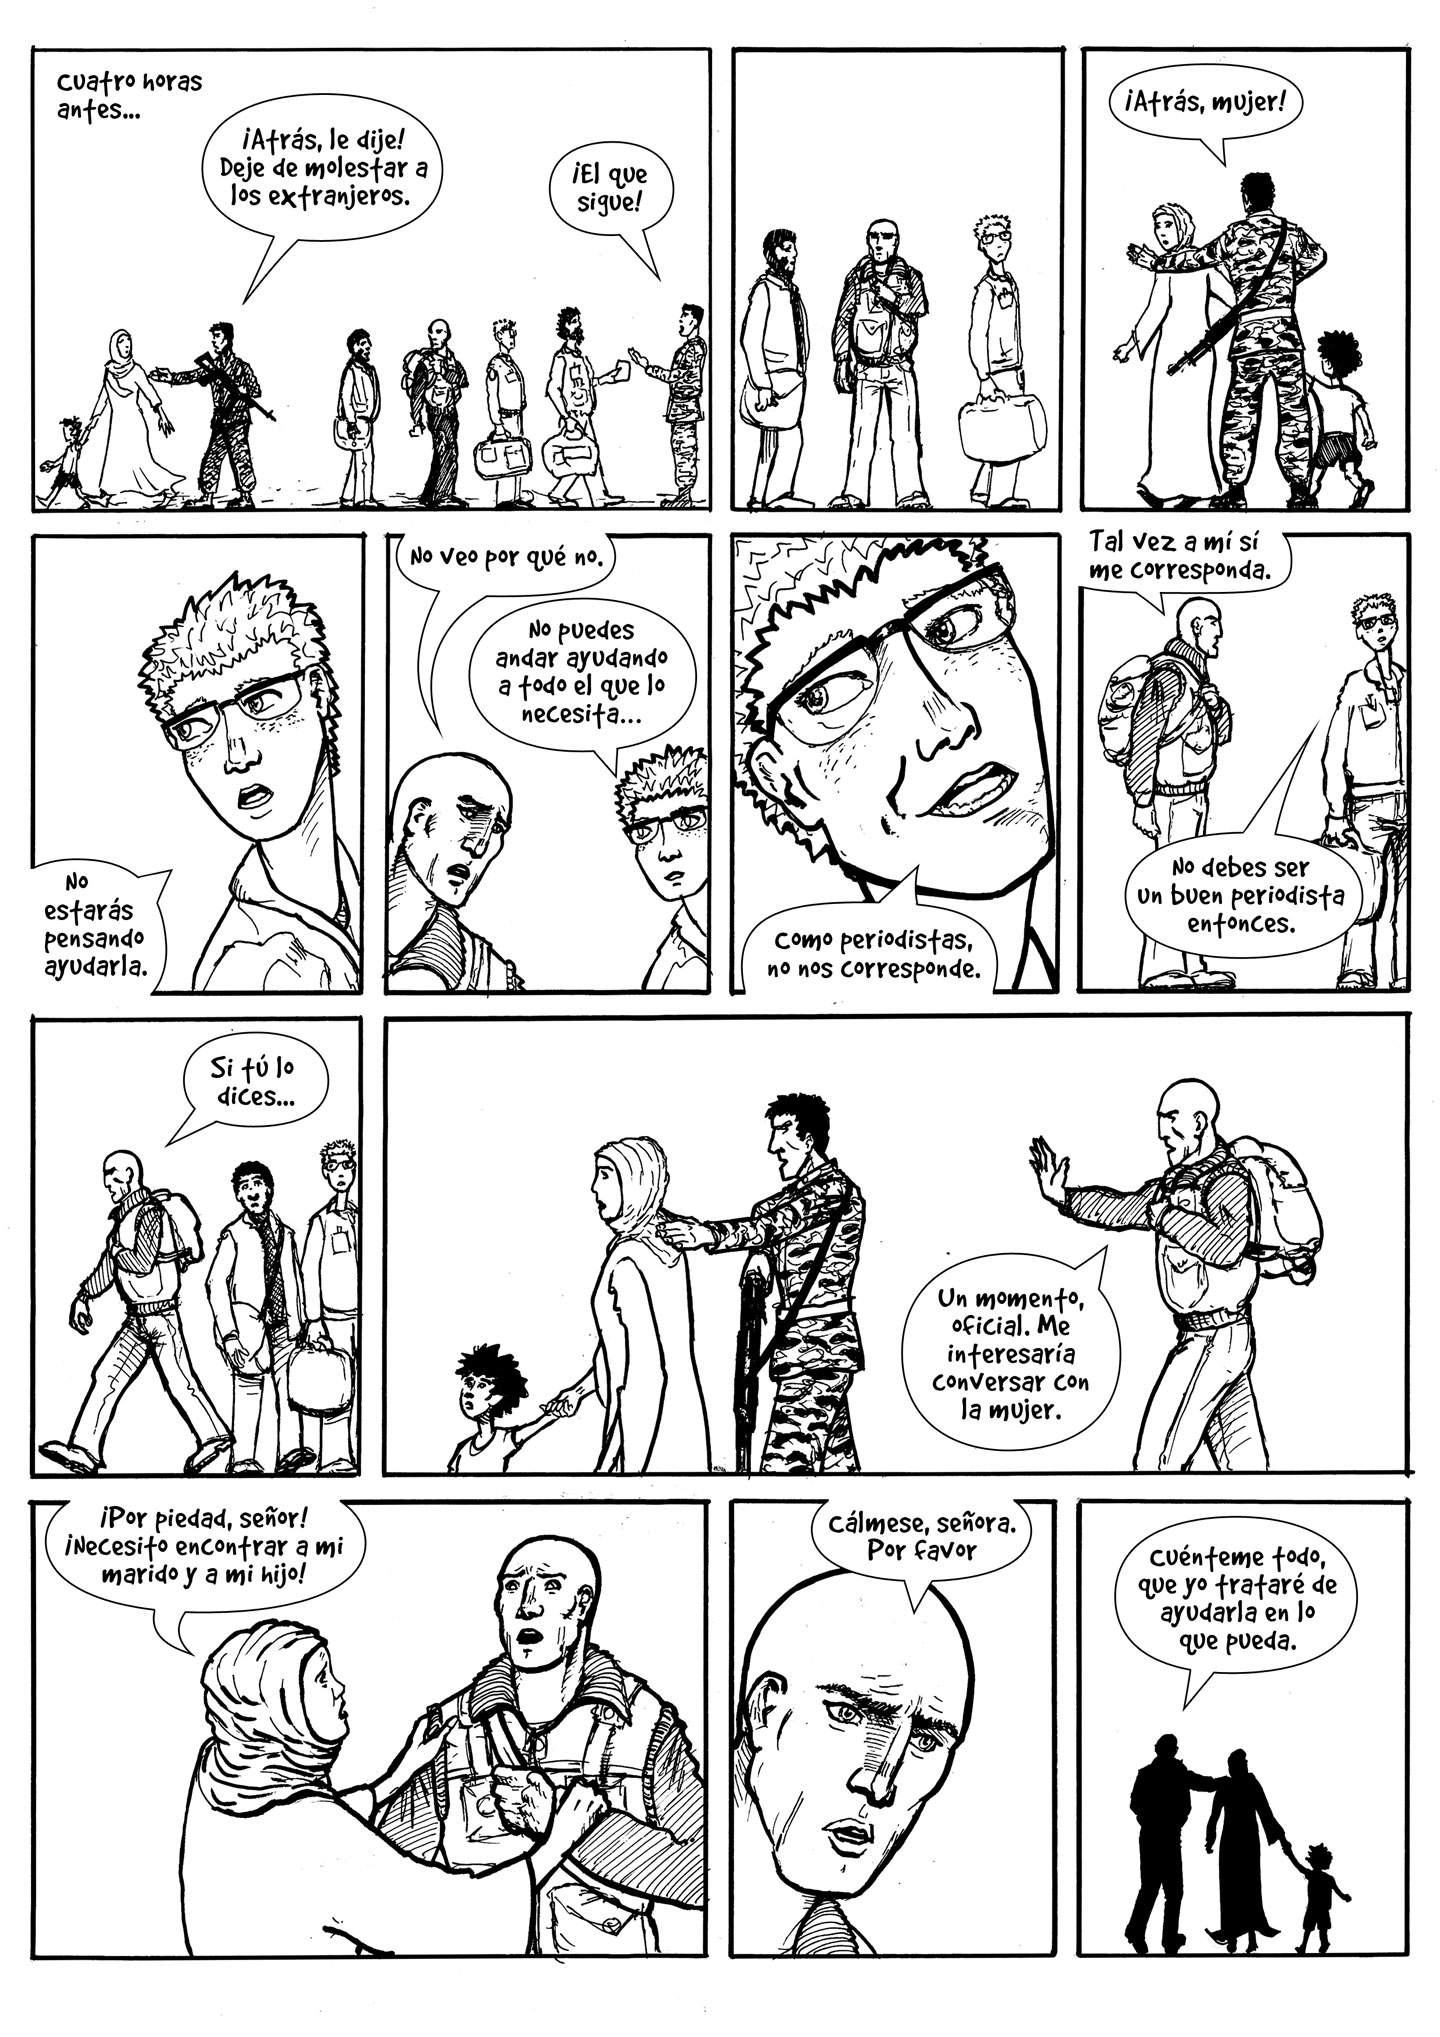 Cuatro horas
antes...
¡Atrás, le dije!
Deje de molestar a
los extranjeros.
¡El que
sigue!
¡Atrás, mujer!
No
estarás
pensando
ayudarla.
No veo por qué no.
No puedes
andar ayudando
a todo el que lo
necesita...
Como periodistas,
no nos corresponde.
Tal vez a mí sí
me corresponda.
No debes ser
un buen periodista
entonces.
Si tú lo
dices...
Un momento,
oficial. Me
interesaría
conversar con
la mujer.
¡Por piedad, señor!
¡Necesito encontrar a mi
marido y a mi hijo!
Cálmese, señora.
Por favor
Cuénteme todo,
que yo trataré de
ayudarla en lo
que pueda.